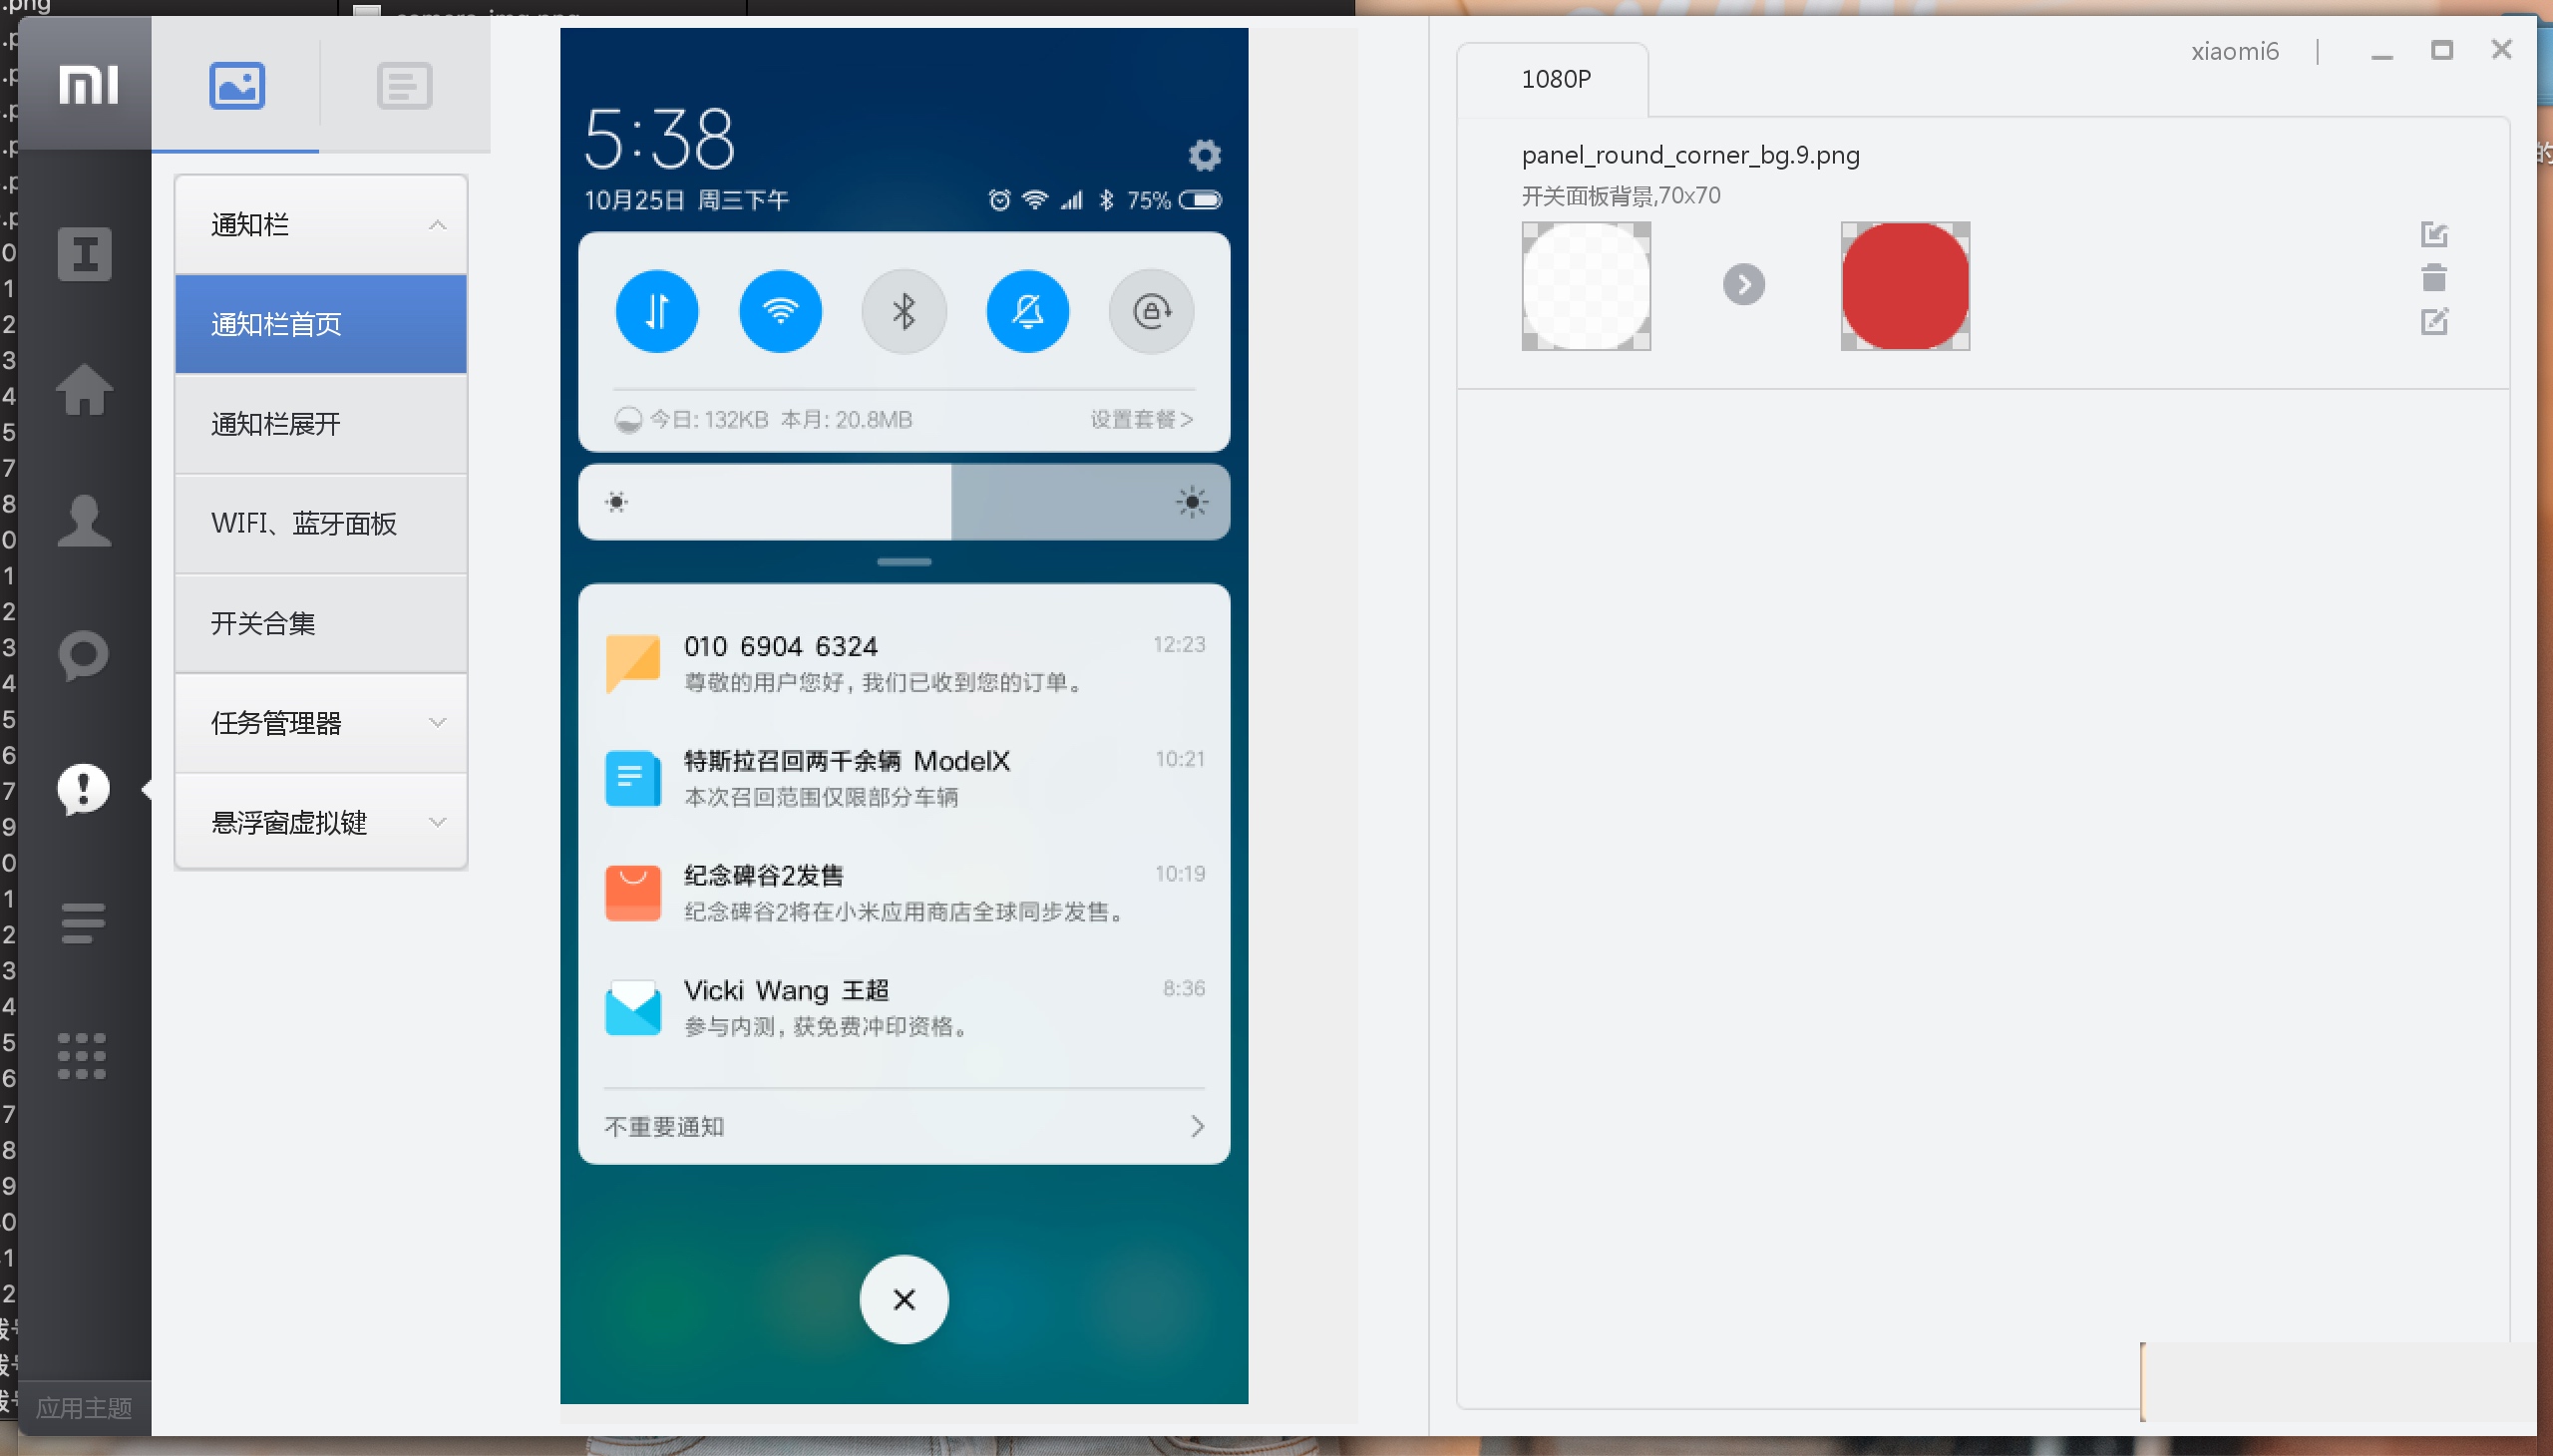 .png
camera_img.png
mı
xiaomi6
1080P
通知栏
通知栏首页
通知栏展开
WIFI、蓝牙面板
开关合集
任务管理器
悬浮窗虚拟键
应用主题
5:38
10月25日 周三下午
75%
今日: 132KB 本月: 20.8MB
设置套餐>
010 6904 6324
12:23
尊敬的用户您好, 我们已收到您的订单。
特斯拉召回两千余辆 ModelX
10:21
本次召回范围仅限部分车辆
纪念碑谷2发售
10:19
纪念碑谷2将在小米应用商店全球同步发售。
Vicki Wang 王超
8:36
参与内测, 获免费冲印资格。
不重要通知
panel_round_corner_bg.9.png
开关面板背景,70x70
的